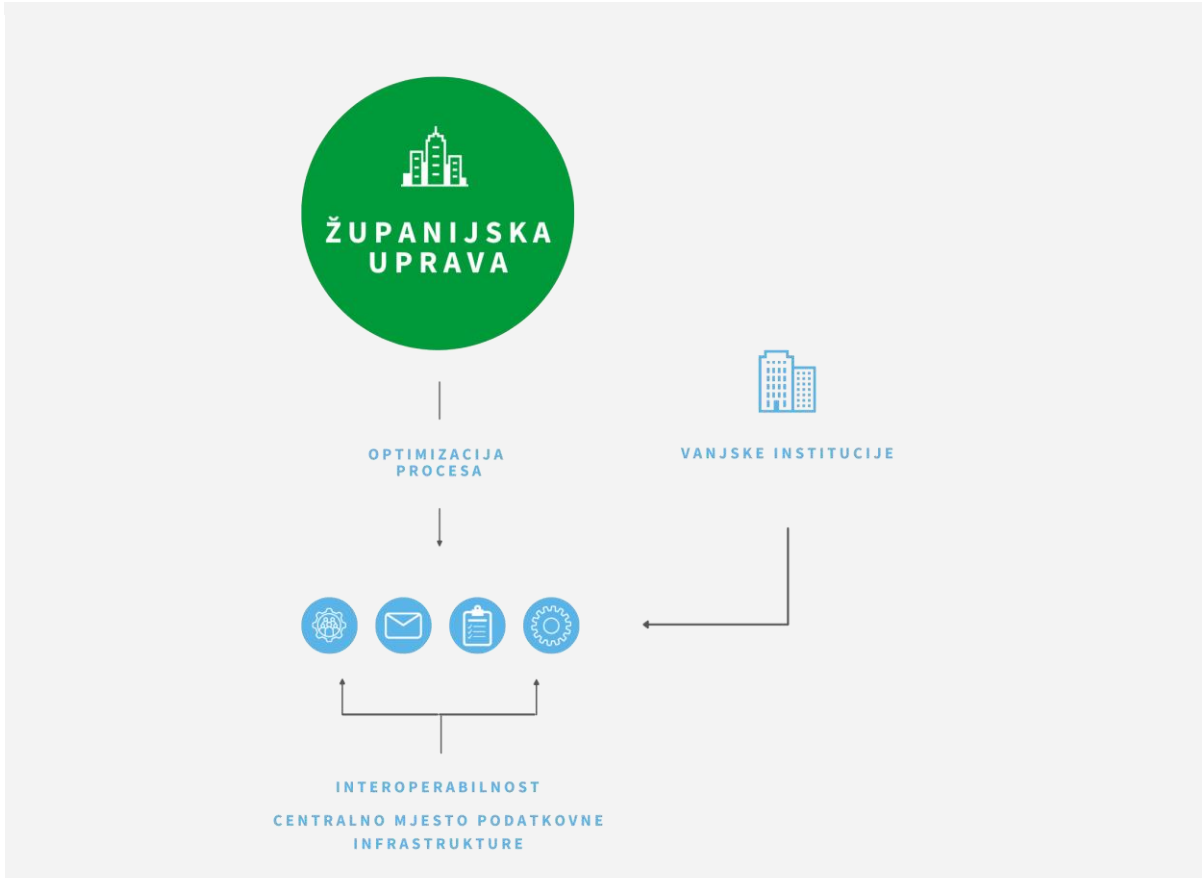 ŽUPANIJSKA
UPRAVA
OPTIMIZACIJA
PROCESA
VANJSKE INSTITUCIJE
INTEROPERABILNOST
CENTRALNO MJESTO PODATKOVNE
INFRASTRUKTURE